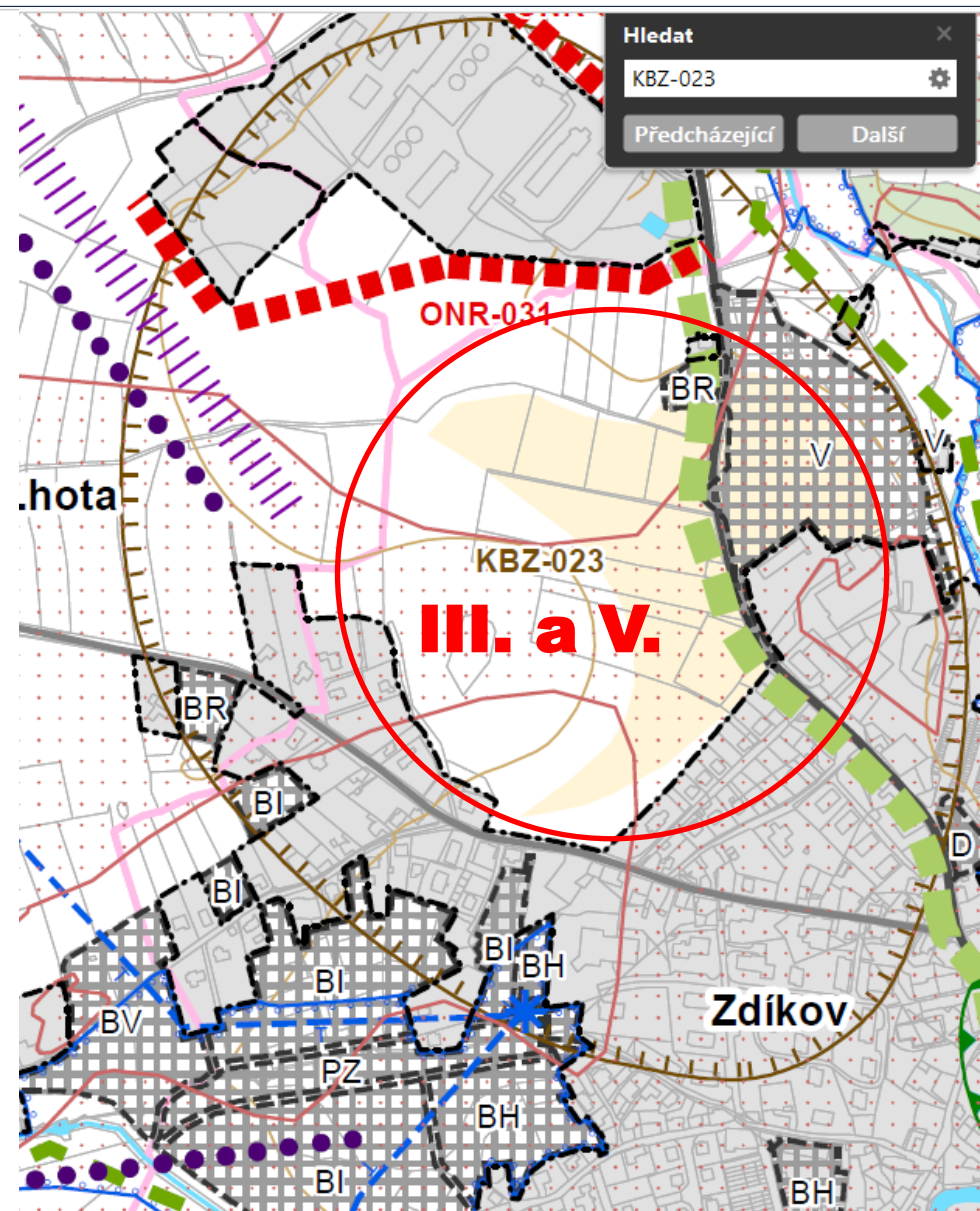 Hledat
KBZ-023
Předcházející
Další
ONR-031
BR
V
V
.hota
KBZ-023
III. a V.
BR
BI
D
BI
BI
BI
BH
BV
Zdíkov
PZ
BH
BI
BH